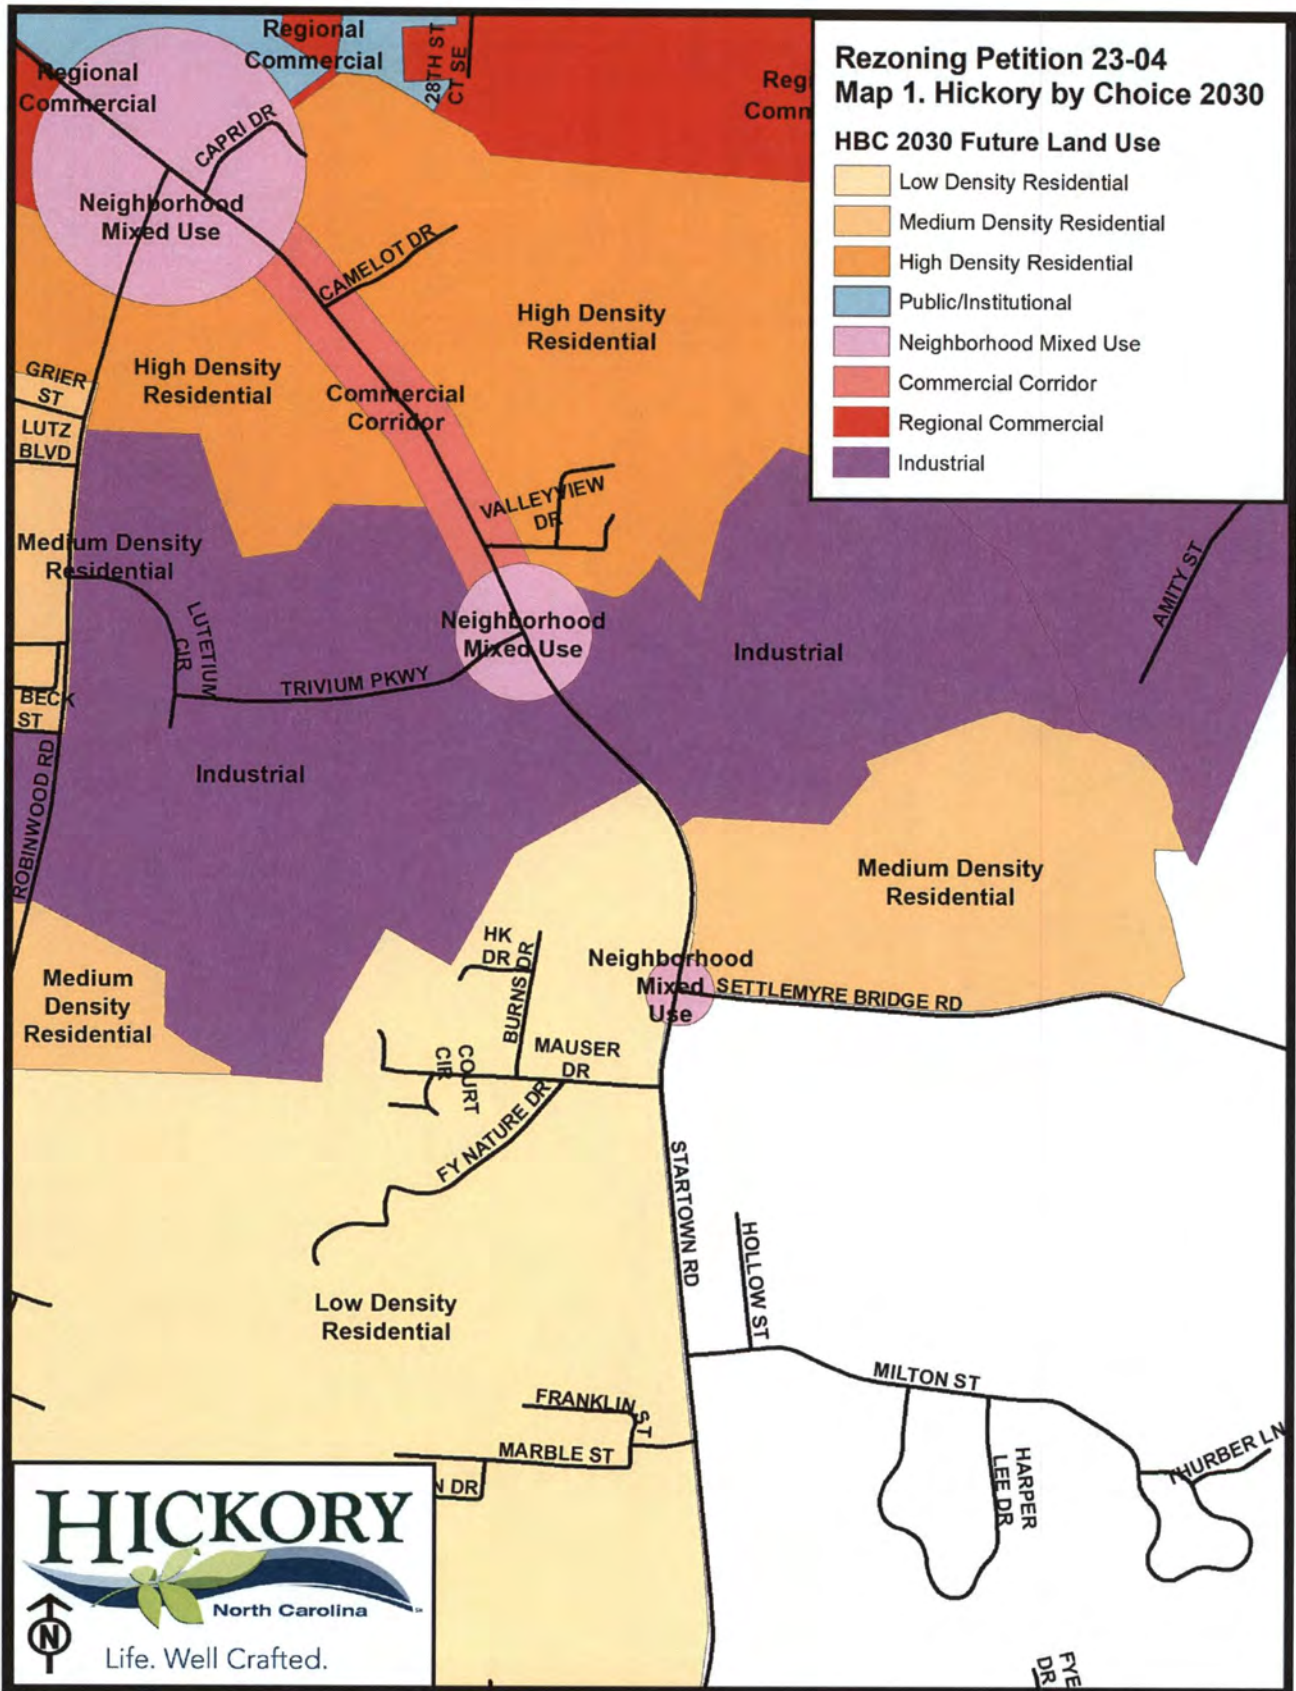 Rezoning Petition 23-04
Map 1. Hickory by Choice 2030
HBC 2030 Future Land Use
Low Density Residential
Medium Density Residential
High Density Residential
Public/Institutional
Neighborhood Mixed Use
Commercial Corridor
Regional Commercial
Industrial
Regional
Commercial
28TH ST
CT SE
Regional
Commercial
Regi
Comm
CAPRI DR
Neighborhood
Mixed Use
CAMELOT DR
High Density
Residential
High Density
Residential
GRIER
ST
Commercial
Corridor
LUTZ
BLVD
VALLEYVIEW
DR
Medium Density
Residential
AMITY ST
LUTETIUM
CIR
Neighborhood
Mixed Use
Industrial
TRIVIUM PKWY
BECK
ST
ROBINWOOD RD
Industrial
Medium Density
Residential
HK
DR
BURNS DR
Neighborhood
Mixed
Use
SETTLEMYRE BRIDGE RD
Medium
Density
Residential
MAUSER
DR
COURT
CIR
FY NATURE DR
STARTOWN RD
HOLLOW ST
Low Density
Residential
MILTON ST
FRANKLIN
ST
MARBLE ST
N DR
HARPER
LEE DR
THURBER LN
HICKORY
North Carolina
N
Life. Well Crafted.
FYE
DR